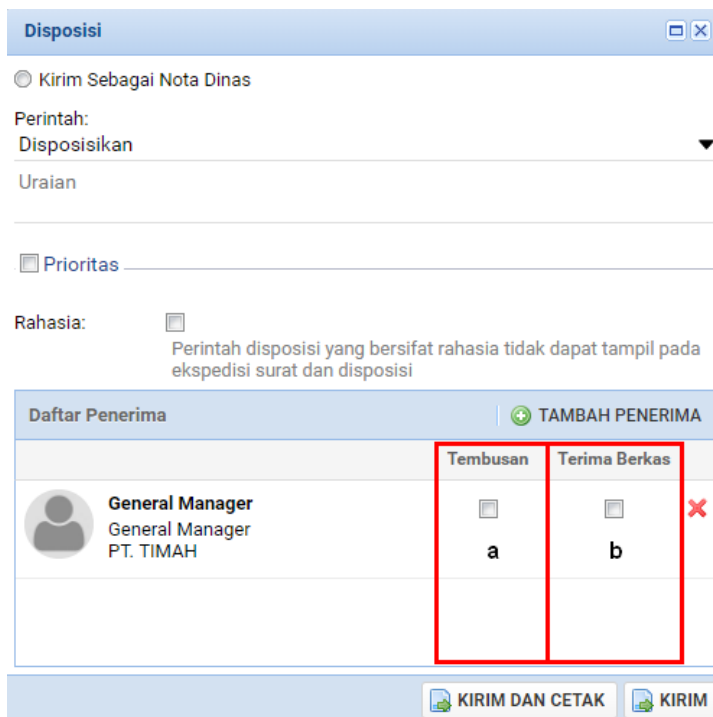 Disposisi
Kirim Sebagai Nota Dinas
Perintah:
Disposisikan
Uraian
Prioritas
Rahasia:
Perintah disposisi yang bersifat rahasia tidak dapat tampil pada
ekspedisi surat dan disposisi
Daftar Penerima TAMBAH PENERIMA
Tembusan Terima Berkas
General Manager
General Manager
PT. TIMAH
a b
KIRIM DAN CETAK KIRIM